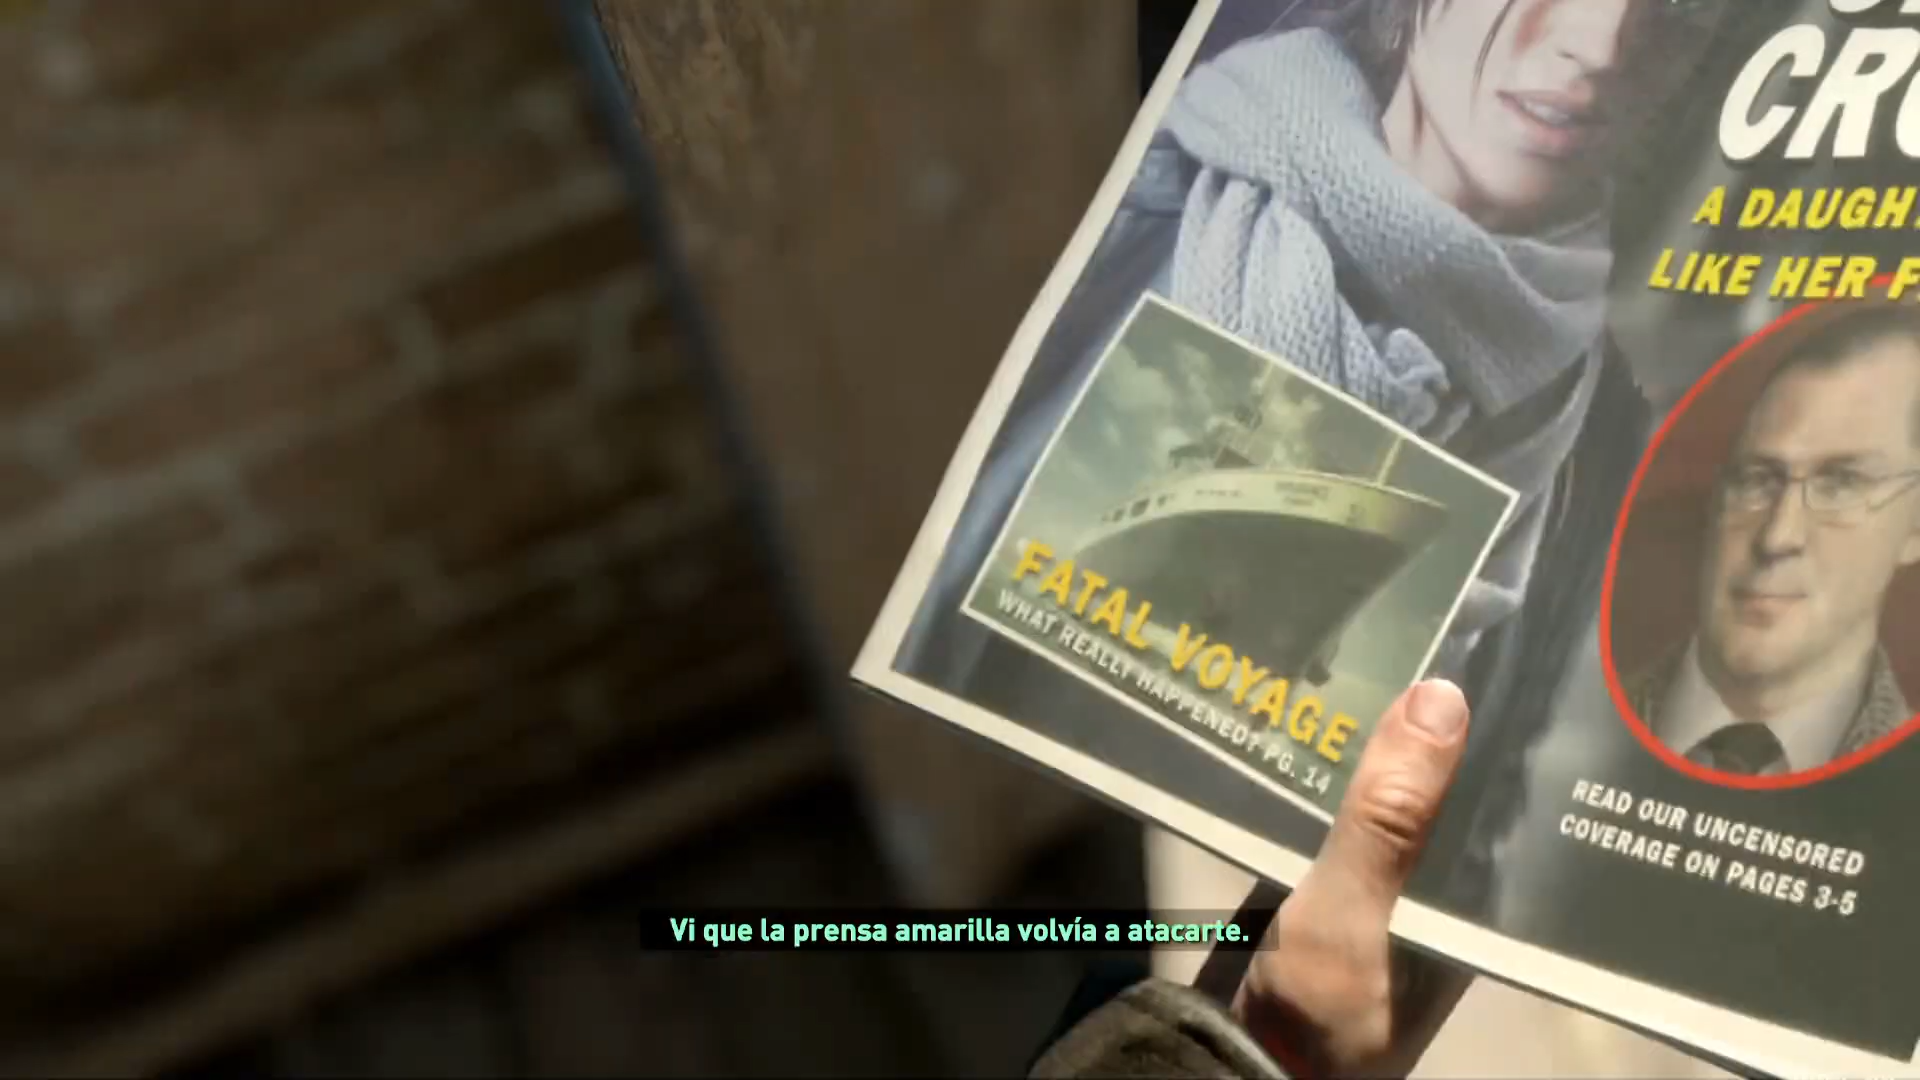 CRO
A DAUGH
LIKE HER F
FATAL VOYAGE
WHAT REALLY HAPPENED? PG. 14
READ OUR UNCENSORED
COVERAGE ON PAGES 3-5
Vi que la prensa amarilla volvía a atacarte.